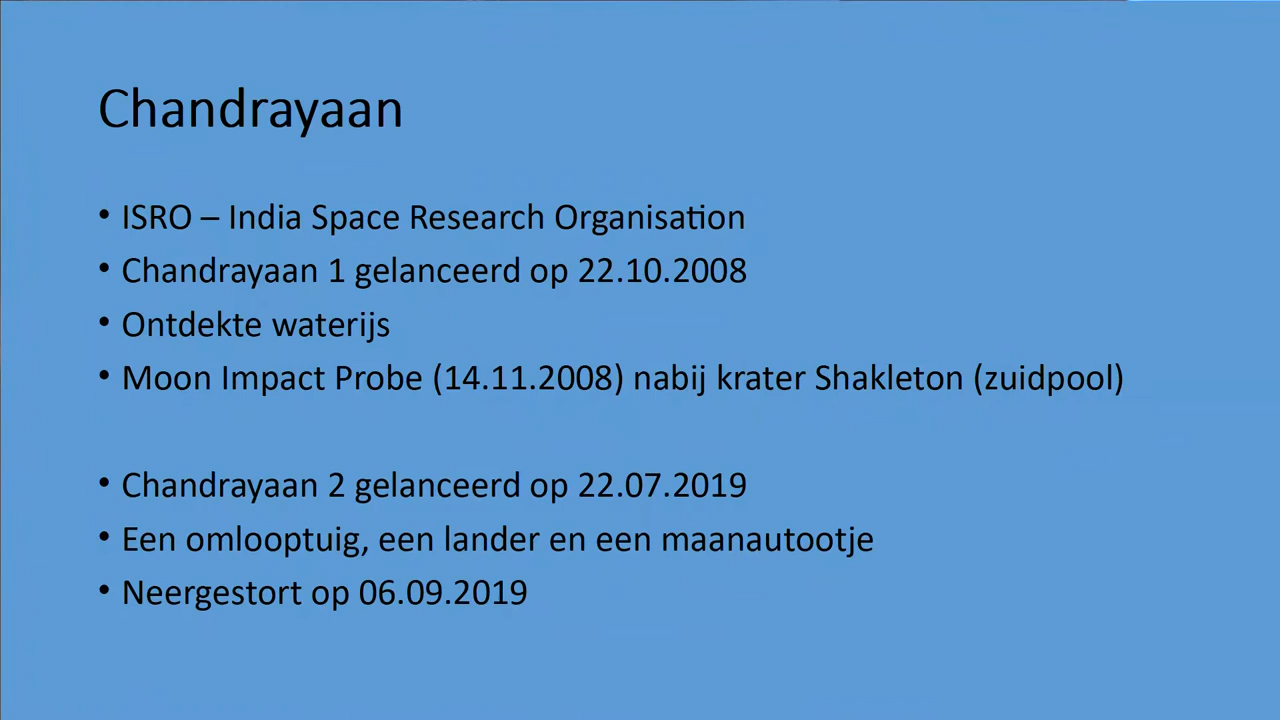 Chandrayaan
• ISRO – India Space Research Organisation
• Chandrayaan 1 gelanceerd op 22.10.2008
• Ontdekte waterijs
• Moon Impact Probe (14.11.2008) nabij krater Shakleton (zuidpool)
• Chandrayaan 2 gelanceerd op 22.07.2019
• Een omlooptuig, een lander en een maanautootje
• Neergestort op 06.09.2019